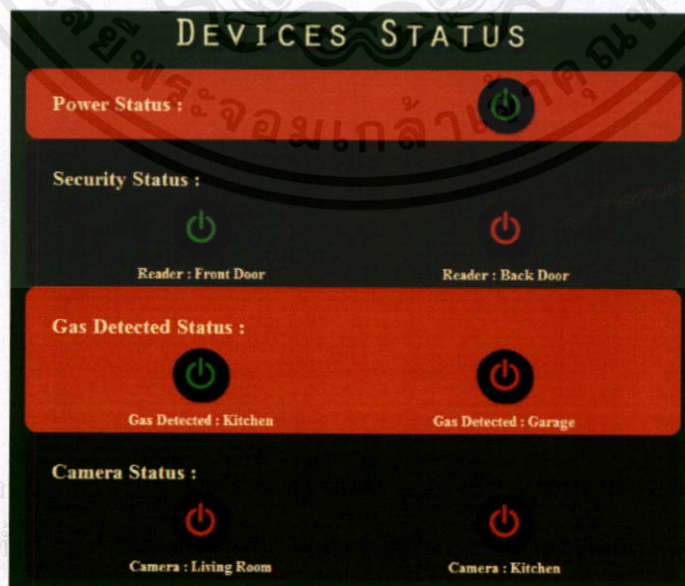 DEVICES STATUS
Power Status :
Security Status :
Reader : Front Door
Reader : Back Door
Gas Detected Status :
Gas Detected : Kitchen
Gas Detected : Garage
Camera Status :
Camera : Living Room
Camera : Kitchen